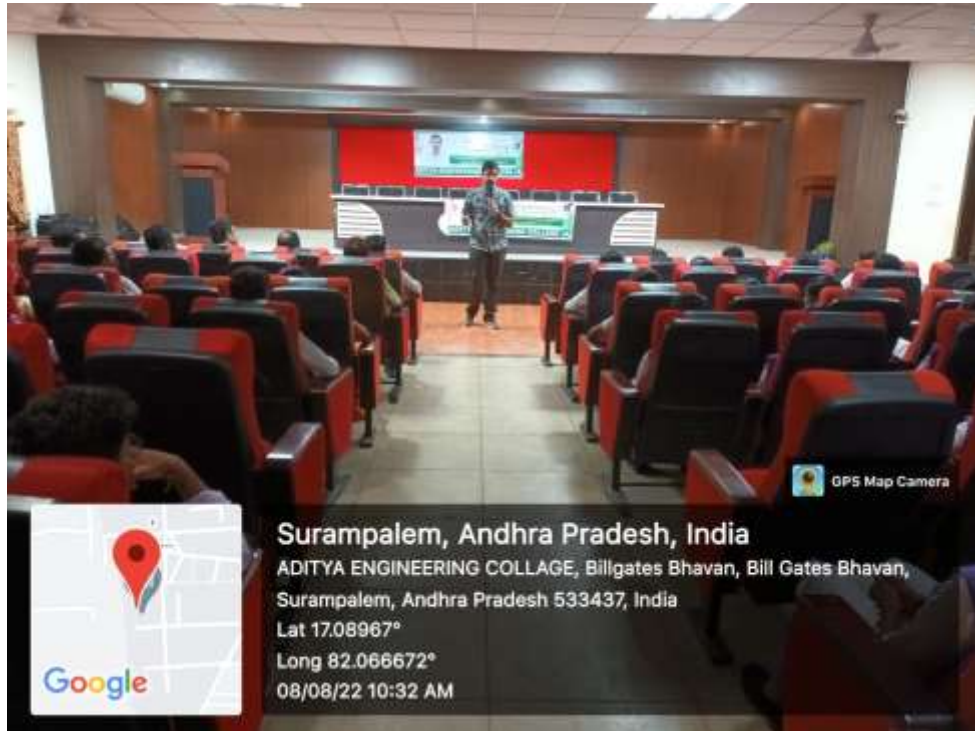 GPS Map Camera
Surampalem, Andhra Pradesh, India
ADITYA ENGINEERING COLLAGE, Billgates Bhavan, Bill Gates Bhavan,
Surampalem, Andhra Pradesh 533437, India
Lat 17.08967°
Long 82.066672°
08/08/22 10:32 AM
Google